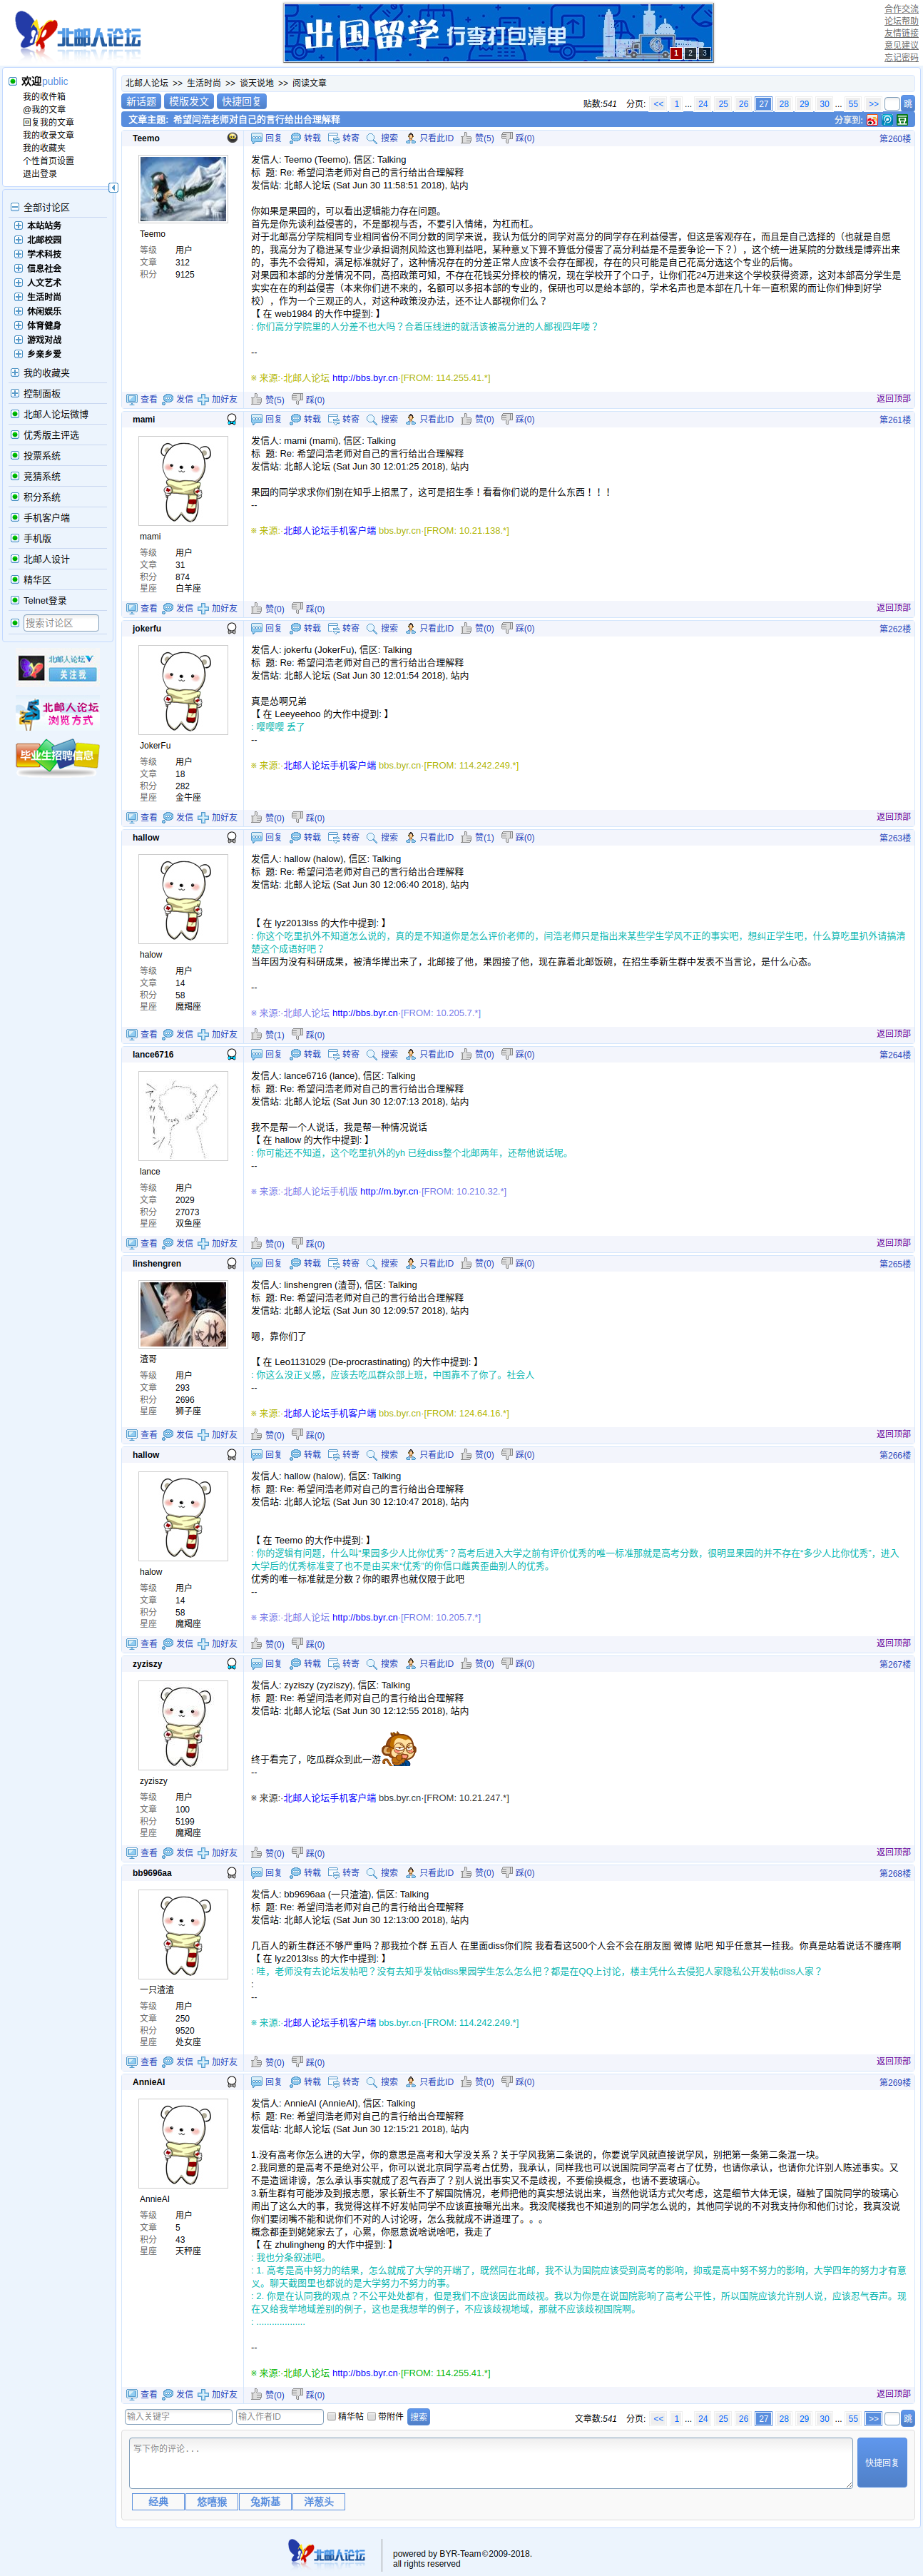 北邮人论坛
出国留学 行李打包清单
1 2 3
合作交流
论坛帮助
友情链接
意见建议
忘记密码
欢迎public
我的收件箱
@我的文章
回复我的文章
我的收录文章
我的收藏夹
个性首页设置
退出登录
全部讨论区
本站站务
北邮校园
学术科技
信息社会
人文艺术
生活时尚
休闲娱乐
体育健身
游戏对战
乡亲乡爱
我的收藏夹
控制面板
北邮人论坛微博
优秀版主评选
投票系统
竞猜系统
积分系统
手机客户端
手机版
北邮人设计
精华区
Telnet登录
搜索讨论区
北邮人论坛
关注我
北邮人论坛
浏览方式
毕业生招聘信息
北邮人论坛 >> 生活时尚 >> 谈天说地 >> 阅读文章
新话题 模版发文 快捷回复
贴数:541 分页: << 1 ... 24 25 26 27 28 29 30 ... 55 >> 跳
文章主题: 希望闫浩老师对自己的言行给出合理解释
分享到:
Teemo
回复 转载 转寄 搜索 只看此ID 赞(5) 踩(0) 第260楼
Teemo
等级 用户
文章 312
积分 9125
发信人: Teemo (Teemo), 信区: Talking
标 题: Re: 希望闫浩老师对自己的言行给出合理解释
发信站: 北邮人论坛 (Sat Jun 30 11:58:51 2018), 站内
你如果是果园的，可以看出逻辑能力存在问题。
首先是你先谈利益侵害的，不是鄙视与否，不要引入情绪，为杠而杠。
对于北邮高分学院相同专业相同省份不同分数的同学来说，我认为低分的同学对高分的同学存在利益侵害，但这是客观存在，而且是自己选择的（也就是自愿的，我高分为了稳进某专业少承担调剂风险这也算利益吧，某种意义下算不算低分侵害了高分利益是不是要争论一下？），这个统一进某院的分数线是博弈出来的，事先不会得知，满足标准就好了，这种情况存在的分差正常人应该不会存在鄙视，存在的只可能是自己花高分选这个专业的后悔。
对果园和本部的分差情况不同，高招政策可知，不存在花钱买分择校的情况，现在学校开了个口子，让你们花24万进来这个学校获得资源，这对本部高分学生是实实在在的利益侵害（本来你们进不来的，名额可以多招本部的专业的，保研也可以是给本部的，学术名声也是本部在几十年一直积累的而让你们伸到好学校），作为一个三观正的人，对这种政策没办法，还不让人鄙视你们么？
【 在 web1984 的大作中提到: 】
: 你们高分学院里的人分差不也大吗？合着压线进的就活该被高分进的人鄙视四年喽？
--
※ 来源:·北邮人论坛 http://bbs.byr.cn·[FROM: 114.255.41.*]
查看 发信 加好友 赞(5) 踩(0) 返回顶部
mami
回复 转载 转寄 搜索 只看此ID 赞(0) 踩(0) 第261楼
mami
等级 用户
文章 31
积分 874
星座 白羊座
发信人: mami (mami), 信区: Talking
标 题: Re: 希望闫浩老师对自己的言行给出合理解释
发信站: 北邮人论坛 (Sat Jun 30 12:01:25 2018), 站内
果园的同学求求你们别在知乎上招黑了，这可是招生季！看看你们说的是什么东西！！！
--
※ 来源:·北邮人论坛手机客户端 bbs.byr.cn·[FROM: 10.21.138.*]
查看 发信 加好友 赞(0) 踩(0) 返回顶部
jokerfu
回复 转载 转寄 搜索 只看此ID 赞(0) 踩(0) 第262楼
JokerFu
等级 用户
文章 18
积分 282
星座 金牛座
发信人: jokerfu (JokerFu), 信区: Talking
标 题: Re: 希望闫浩老师对自己的言行给出合理解释
发信站: 北邮人论坛 (Sat Jun 30 12:01:54 2018), 站内
真是怂啊兄弟
【 在 Leeyeehoo 的大作中提到: 】
: 嘤嘤嘤 丢了
--
※ 来源:·北邮人论坛手机客户端 bbs.byr.cn·[FROM: 114.242.249.*]
查看 发信 加好友 赞(0) 踩(0) 返回顶部
hallow
回复 转载 转寄 搜索 只看此ID 赞(1) 踩(0) 第263楼
halow
等级 用户
文章 14
积分 58
星座 魔羯座
发信人: hallow (halow), 信区: Talking
标 题: Re: 希望闫浩老师对自己的言行给出合理解释
发信站: 北邮人论坛 (Sat Jun 30 12:06:40 2018), 站内
【 在 lyz2013lss 的大作中提到: 】
: 你这个吃里扒外不知道怎么说的，真的是不知道你是怎么评价老师的，闫浩老师只是指出来某些学生学风不正的事实吧，想纠正学生吧，什么算吃里扒外请搞清楚这个成语好吧？
当年因为没有科研成果，被清华撵出来了，北邮接了他，果园接了他，现在靠着北邮饭碗，在招生季新生群中发表不当言论，是什么心态。
--
※ 来源:·北邮人论坛 http://bbs.byr.cn·[FROM: 10.205.7.*]
查看 发信 加好友 赞(1) 踩(0) 返回顶部
lance6716
回复 转载 转寄 搜索 只看此ID 赞(0) 踩(0) 第264楼
lance
等级 用户
文章 2029
积分 27073
星座 双鱼座
发信人: lance6716 (lance), 信区: Talking
标 题: Re: 希望闫浩老师对自己的言行给出合理解释
发信站: 北邮人论坛 (Sat Jun 30 12:07:13 2018), 站内
我不是帮一个人说话，我是帮一种情况说话
【 在 hallow 的大作中提到: 】
: 你可能还不知道，这个吃里扒外的yh 已经diss整个北邮两年，还帮他说话呢。
--
※ 来源:·北邮人论坛手机版 http://m.byr.cn·[FROM: 10.210.32.*]
查看 发信 加好友 赞(0) 踩(0) 返回顶部
linshengren
回复 转载 转寄 搜索 只看此ID 赞(0) 踩(0) 第265楼
渣哥
等级 用户
文章 293
积分 2696
星座 狮子座
发信人: linshengren (渣哥), 信区: Talking
标 题: Re: 希望闫浩老师对自己的言行给出合理解释
发信站: 北邮人论坛 (Sat Jun 30 12:09:57 2018), 站内
嗯，靠你们了
【 在 Leo1131029 (De-procrastinating) 的大作中提到: 】
: 你这么没正义感，应该去吃瓜群众部上班，中国靠不了你了。社会人
--
※ 来源:·北邮人论坛手机客户端 bbs.byr.cn·[FROM: 124.64.16.*]
查看 发信 加好友 赞(0) 踩(0) 返回顶部
hallow
回复 转载 转寄 搜索 只看此ID 赞(0) 踩(0) 第266楼
halow
等级 用户
文章 14
积分 58
星座 魔羯座
发信人: hallow (halow), 信区: Talking
标 题: Re: 希望闫浩老师对自己的言行给出合理解释
发信站: 北邮人论坛 (Sat Jun 30 12:10:47 2018), 站内
【 在 Teemo 的大作中提到: 】
: 你的逻辑有问题，什么叫“果园多少人比你优秀”？高考后进入大学之前有评价优秀的唯一标准那就是高考分数，很明显果园的并不存在“多少人比你优秀”，进入大学后的优秀标准变了也不是由买来“优秀”的你信口雌黄歪曲别人的优秀。
优秀的唯一标准就是分数？你的眼界也就仅限于此吧
--
※ 来源:·北邮人论坛 http://bbs.byr.cn·[FROM: 10.205.7.*]
查看 发信 加好友 赞(0) 踩(0) 返回顶部
zyziszy
回复 转载 转寄 搜索 只看此ID 赞(0) 踩(0) 第267楼
zyziszy
等级 用户
文章 100
积分 5199
星座 魔羯座
发信人: zyziszy (zyziszy), 信区: Talking
标 题: Re: 希望闫浩老师对自己的言行给出合理解释
发信站: 北邮人论坛 (Sat Jun 30 12:12:55 2018), 站内
终于看完了，吃瓜群众到此一游
--
※ 来源:·北邮人论坛手机客户端 bbs.byr.cn·[FROM: 10.21.247.*]
查看 发信 加好友 赞(0) 踩(0) 返回顶部
bb9696aa
回复 转载 转寄 搜索 只看此ID 赞(0) 踩(0) 第268楼
一只渣渣
等级 用户
文章 250
积分 9520
星座 处女座
发信人: bb9696aa (一只渣渣), 信区: Talking
标 题: Re: 希望闫浩老师对自己的言行给出合理解释
发信站: 北邮人论坛 (Sat Jun 30 12:13:00 2018), 站内
几百人的新生群还不够严重吗？那我拉个群 五百人 在里面diss你们院 我看看这500个人会不会在朋友圈 微博 贴吧 知乎任意其一挂我。你真是站着说话不腰疼啊
【 在 lyz2013lss 的大作中提到: 】
: 哇，老师没有去论坛发帖吧？没有去知乎发帖diss果园学生怎么怎么把？都是在QQ上讨论，楼主凭什么去侵犯人家隐私公开发帖diss人家？
:
--
※ 来源:·北邮人论坛手机客户端 bbs.byr.cn·[FROM: 114.242.249.*]
查看 发信 加好友 赞(0) 踩(0) 返回顶部
AnnieAI
回复 转载 转寄 搜索 只看此ID 赞(0) 踩(0) 第269楼
AnnieAI
等级 用户
文章 5
积分 43
星座 天秤座
发信人: AnnieAI (AnnieAI), 信区: Talking
标 题: Re: 希望闫浩老师对自己的言行给出合理解释
发信站: 北邮人论坛 (Sat Jun 30 12:15:21 2018), 站内
1.没有高考你怎么进的大学，你的意思是高考和大学没关系？关于学风我第二条说的，你要说学风就直接说学风，别把第一条第二条混一块。
2.我同意的是高考不是绝对公平，你可以说北京同学高考占优势，我承认，同样我也可以说国院同学高考占了优势，也请你承认，也请你允许别人陈述事实。又不是造谣诽谤，怎么承认事实就成了忍气吞声了？别人说出事实又不是歧视，不要偷换概念，也请不要玻璃心。
3.新生群有可能涉及到报志愿，家长新生不了解国院情况，老师把他的真实想法说出来，当然他说话方式欠考虑，这是细节大体无误，碰触了国院同学的玻璃心闹出了这么大的事，我觉得这样不好发帖同学不应该直接曝光出来。我没爬楼我也不知道别的同学怎么说的，其他同学说的不对我支持你和他们讨论，我真没说你们要闭嘴不能和说你们不对的人讨论呀，怎么我就成不讲道理了。。。
概念都歪到姥姥家去了，心累，你愿意说啥说啥吧，我走了
【 在 zhulingheng 的大作中提到: 】
: 我也分条叙述吧。
: 1. 高考是高中努力的结果，怎么就成了大学的开端了，既然同在北邮，我不认为国院应该受到高考的影响，抑或是高中努不努力的影响，大学四年的努力才有意义。聊天截图里也都说的是大学努力不努力的事。
: 2. 你是在认同我的观点？不公平处处都有，但是我们不应该因此而歧视。我以为你是在说国院影响了高考公平性，所以国院应该允许别人说，应该忍气吞声。现在又给我举地域差别的例子，这也是我想举的例子，不应该歧视地域，那就不应该歧视国院啊。
: ...................
--
※ 来源:·北邮人论坛 http://bbs.byr.cn·[FROM: 114.255.41.*]
查看 发信 加好友 赞(0) 踩(0) 返回顶部
输入关键字 输入作者ID 精华帖 带附件 搜索
文章数:541 分页: << 1 ... 24 25 26 27 28 29 30 ... 55 >> 跳
写下你的评论...
快捷回复
经典 悠嘻猴 兔斯基 洋葱头
北邮人论坛
powered by BYR-Team©2009-2018.
all rights reserved